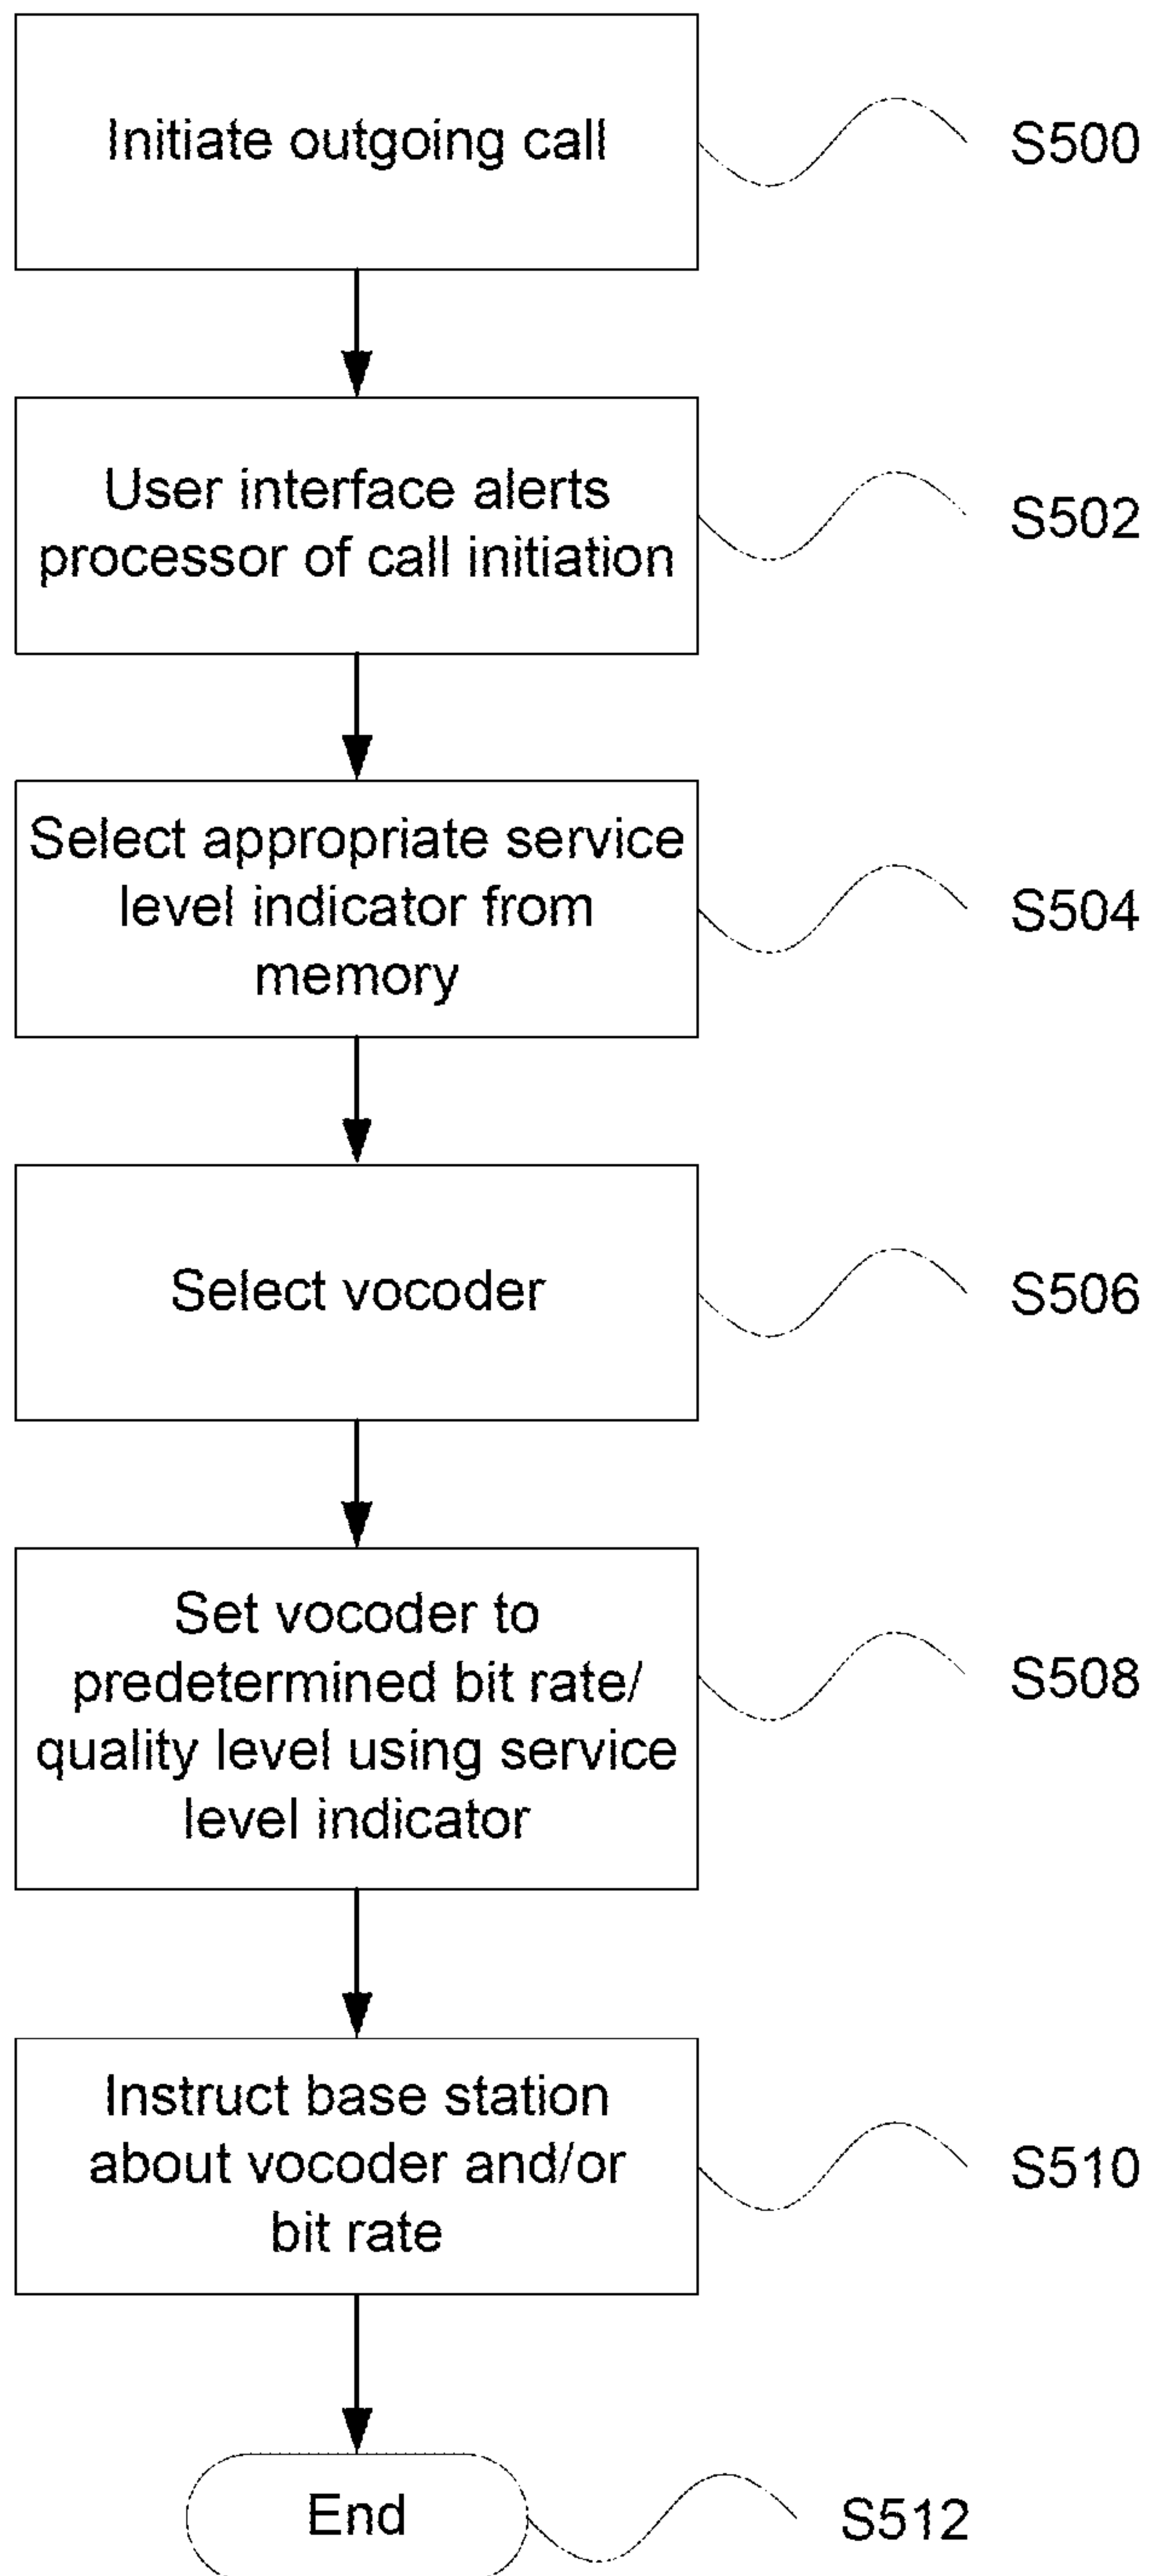 Initiate outgoing call
S500
User interface alerts
processor of call initiation
S502
Select appropriate service
level indicator from
memory
S504
Select vocoder
S506
Set vocoder to
predetermined bit rate/
quality level using service
level indicator
S508
Instruct base station
about vocoder and/or
bit rate
S510
End
S512